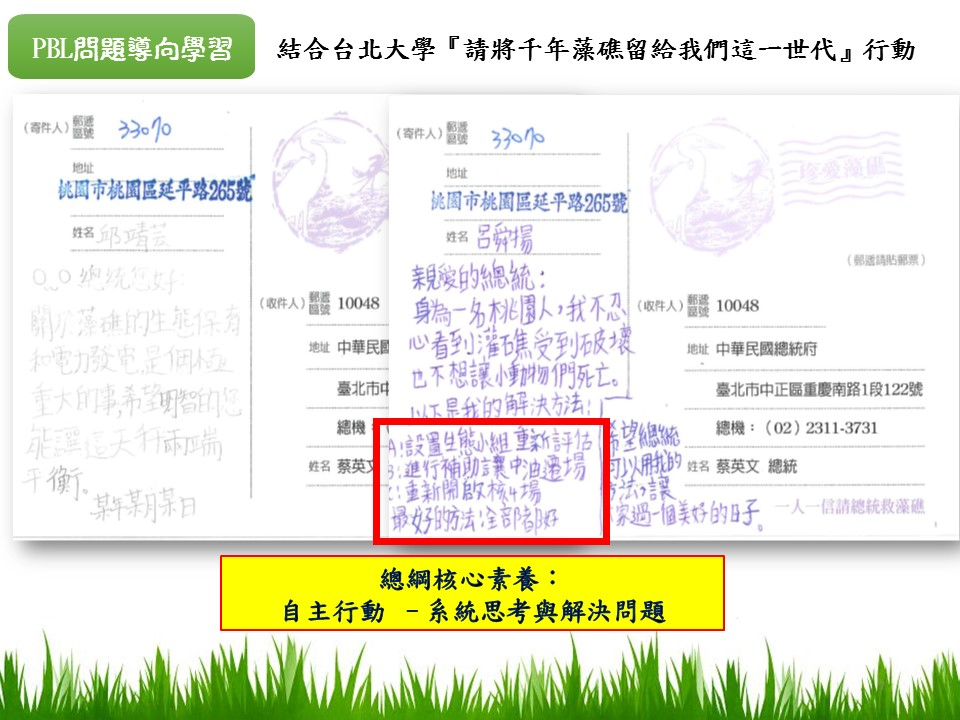 PBL問題導向學習
結合台北大學『請將千年藻礁留給我們這一世代』行動
(寄件人) 郵遞區號 33070
地址
桃園市桃園區延平路265號
姓名 邱靖芸
總統您好:
關於藻礁的生態保育
和電力發電是個極
重大的事,希望明智的您
能讓這天秤兩端
平衡。
某年某月某日
(收件人) 郵遞區號 10048
地址 中華民國
臺北市中
總機:(
姓名 蔡英文
(寄件人) 郵遞區號 33070
地址
桃園市桃園區延平路265號
姓名 呂舜揚
珍愛藻礁
(郵遞請貼郵票)
親愛的總統:
身為一名桃園人,我不忍
心看到灌礁受到破壞
也不想讓小動物們死亡。
以下是我的解決方法:
A:設置生態小組 重新評估
B:進行補助讓中油遷場
C:重新開啟核4場
最好的方法:全部都好
希望總統
可以用我的
方法,讓
大家過一個美好的日子。
(收件人) 郵遞區號 10048
地址 中華民國總統府
臺北市中正區重慶南路1段122號
總機:(02)2311-3731
姓名 蔡英文 總統
一人一信請總統救藻礁
總綱核心素養:
自主行動 -系統思考與解決問題